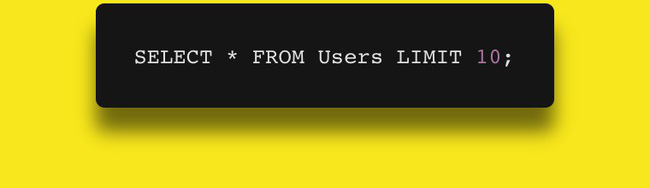 SELECT * FROM Users LIMIT 10;